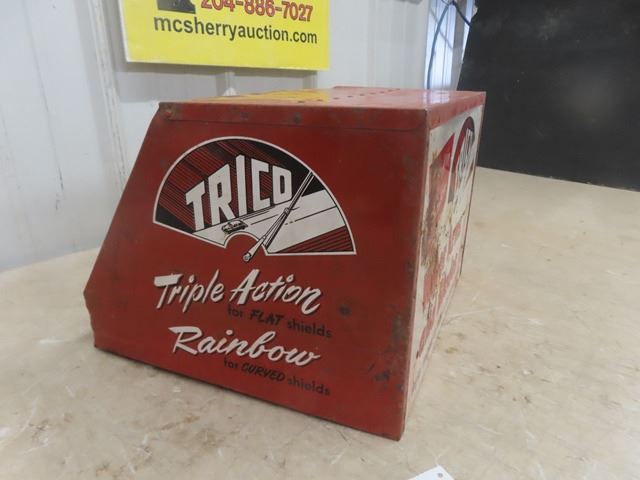 204-886-7027
mcsherryauction.com
TRICO
Triple Action
for FLAT shields
Rainbow
for CURVED shields